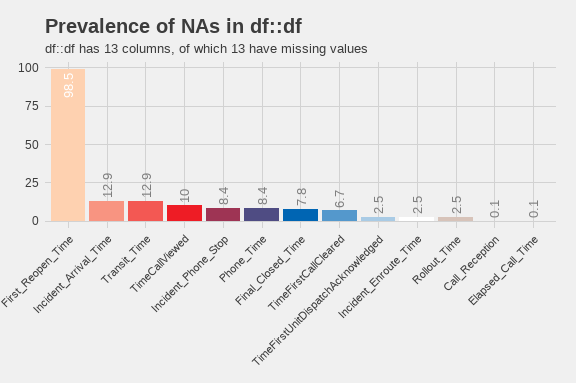 Prevalence of NAs in df::df
df::df has 13 columns, of which 13 have missing values
100
75
50
25
0
98.5
12.9
12.9
10
8.4
8.4
7.8
6.7
2.5
2.5
2.5
0.1
0.1
First_Reopen_Time
Incident_Arrival_Time
Transit_Time
TimeCallViewed
Incident_Phone_Stop
Phone_Time
Final_Closed_Time
TimeFirstCallCleared
TimeFirstUnitDispatchAcknowledged
Incident_Enroute_Time
Rollout_Time
Call_Reception
Elapsed_Call_Time